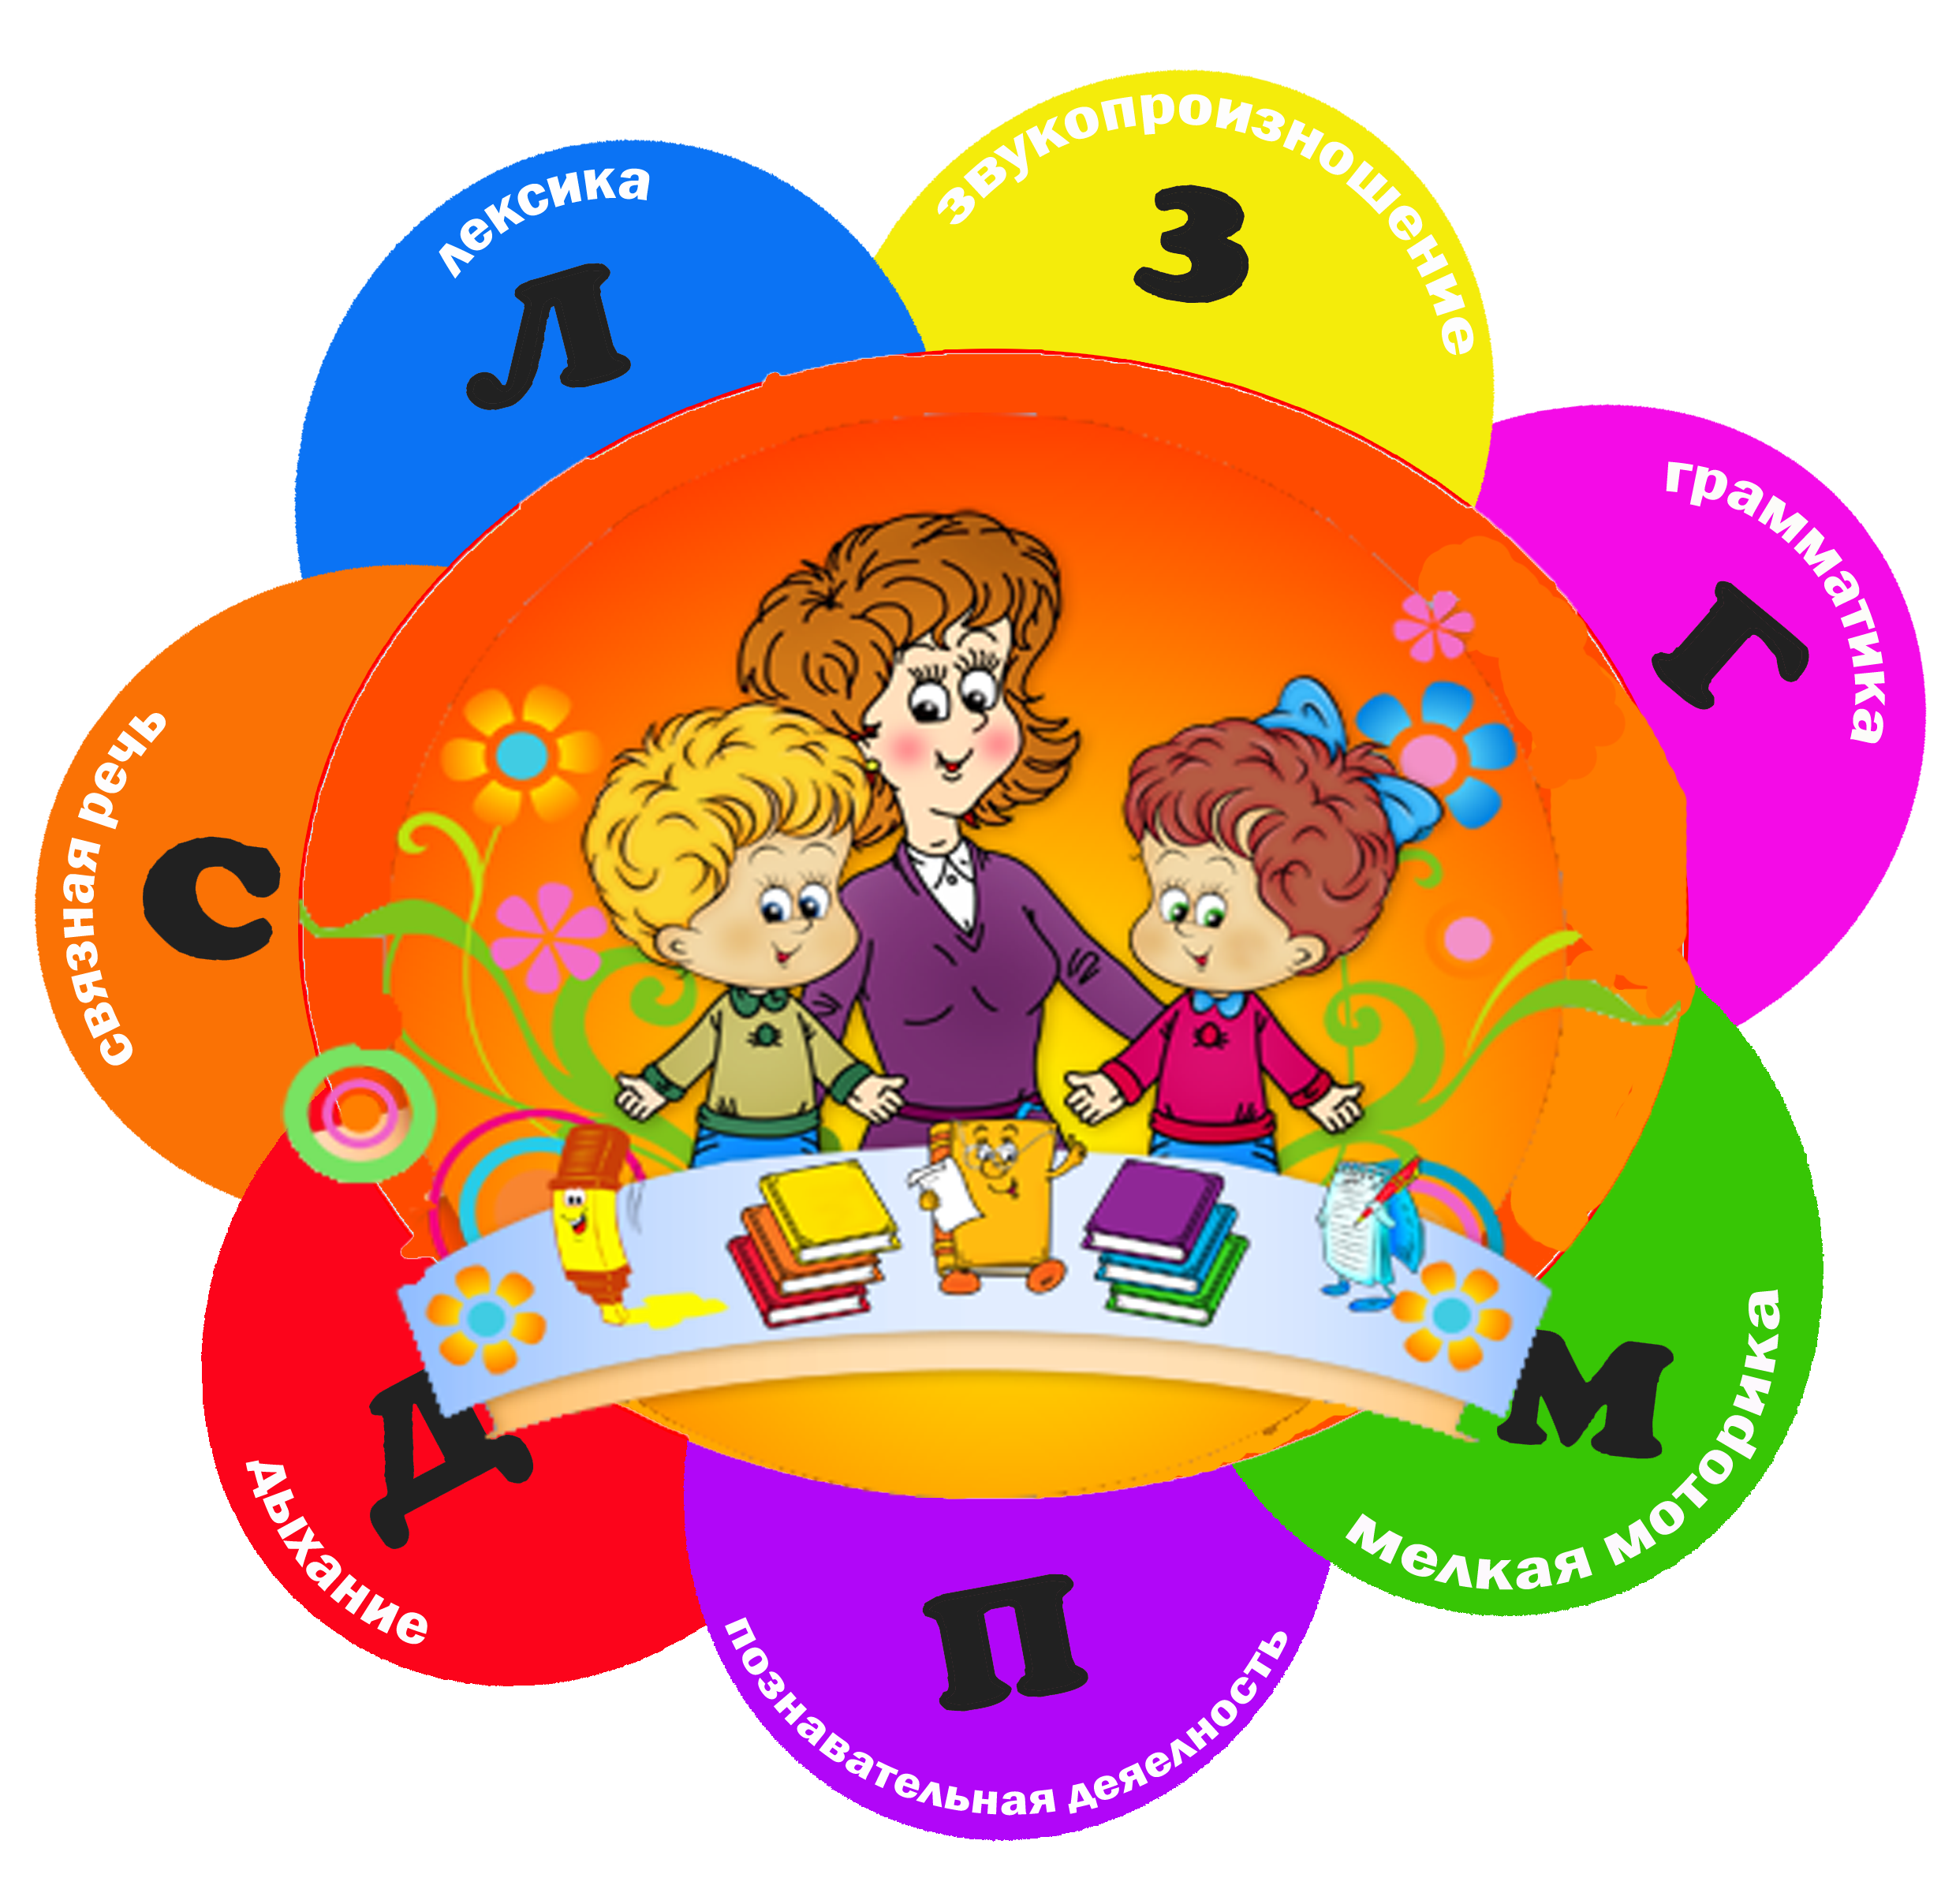 лексика
Л
звукопроизношение
З
грамматика
Г
мелкая моторика
М
познавательная деяелность
П
дыхание
Д
связная речь
С